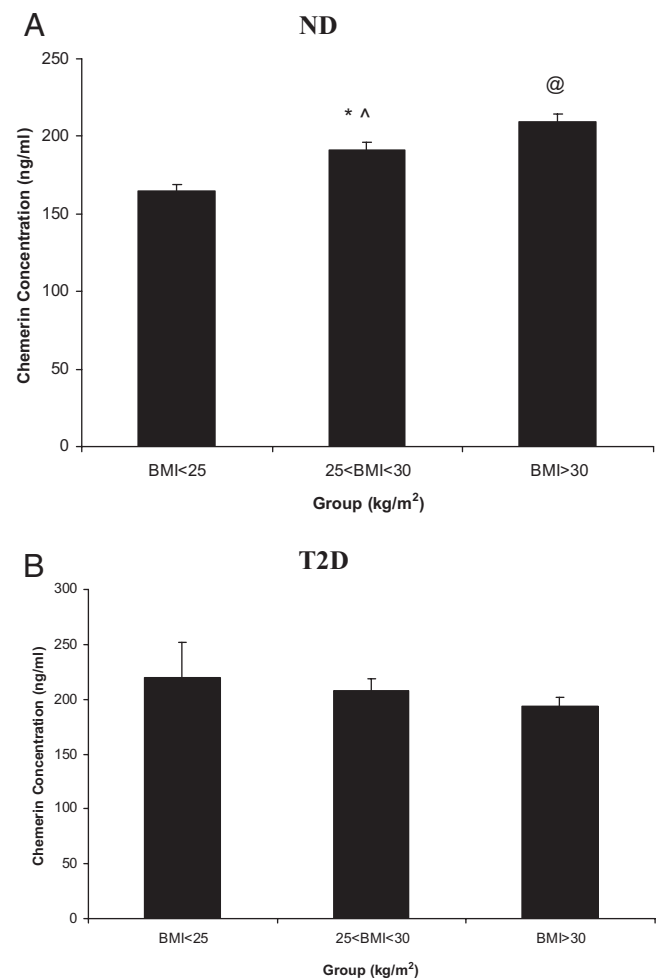 A
ND
250
200
150
100
50
0
Chemerin Concentration (ng/ml)
* ^
@
BMI<25
25<BMI<30
BMI>30
Group (kg/m²)
B
T2D
300
250
200
150
100
50
0
Chemerin Concentration (ng/ml)
BMI<25
25<BMI<30
BMI>30
Group (kg/m²)